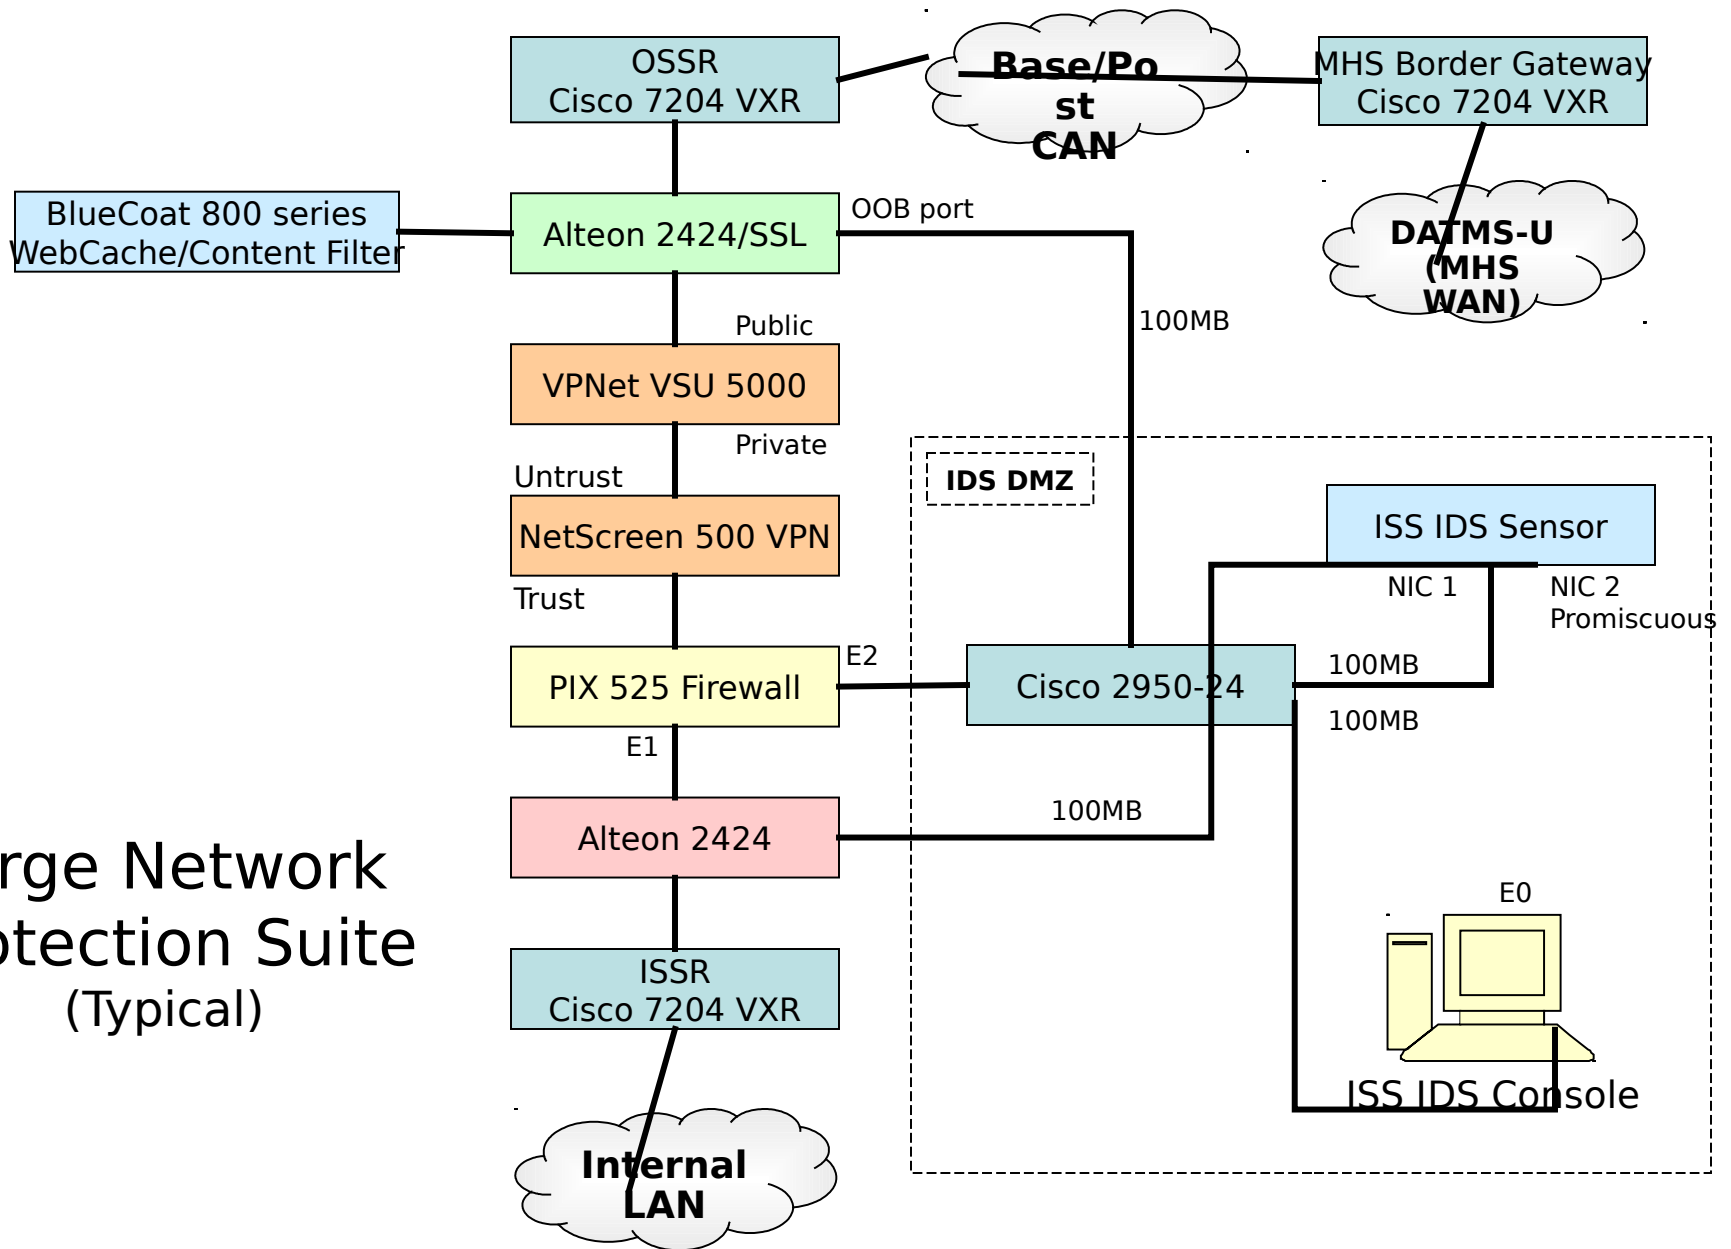 OSSR
Cisco 7204 VXR
Base/Po
st
CAN
MHS Border Gateway
Cisco 7204 VXR
BlueCoat 800 series
WebCache/Content Filter
Alteon 2424/SSL
OOB port
DATMS-U
(MHS
WAN)
100MB
Public
VPNet VSU 5000
Private
Untrust
IDS DMZ
NetScreen 500 VPN
ISS IDS Sensor
Trust
NIC 1
NIC 2
Promiscuous
E2
PIX 525 Firewall
Cisco 2950-24
100MB
100MB
E1
Alteon 2424
100MB
rge Network
otection Suite
(Typical)
E0
ISSR
Cisco 7204 VXR
ISS IDS Console
Internal
LAN